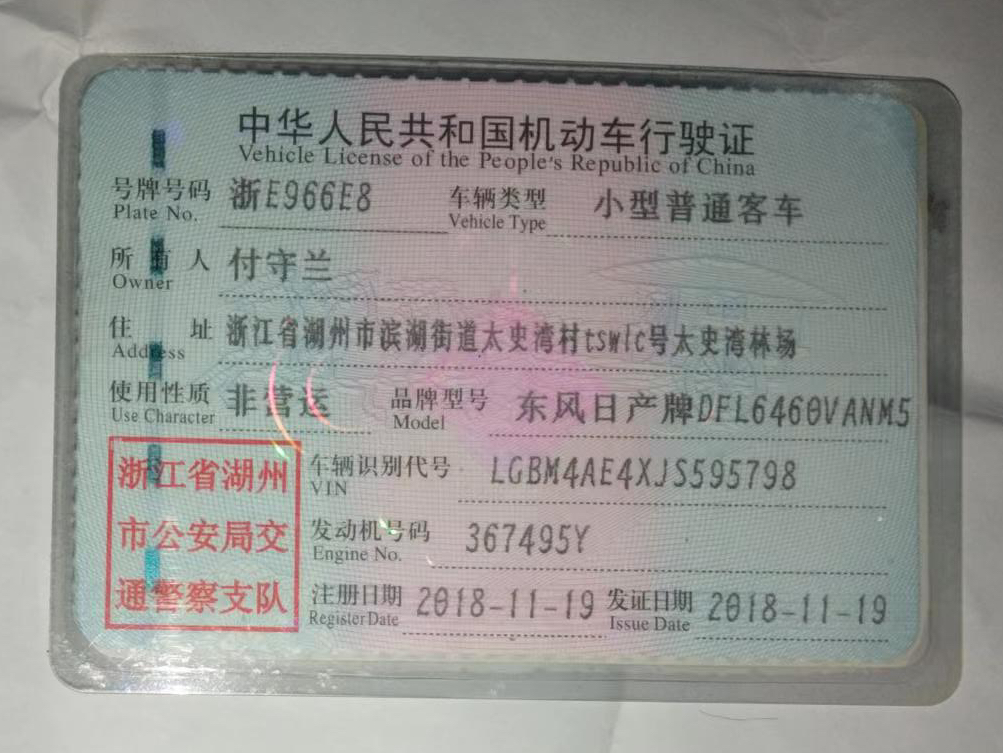 中华人民共和国机动车行驶证
Vehicle License of the People's Republic of China
号牌号码 浙E966E8 车辆类型 小型普通客车
Plate No. Vehicle Type
所有人 付守兰
Owner
住址 浙江省湖州市滨湖街道太史湾村tswlc号太史湾林场
Address
使用性质 非营运 品牌型号 东风日产牌DFL6460VANM5
Use Character Model
浙江省湖州
市公安局交
通警察支队
车辆识别代号 LGBM4AE4XJS595798
VIN
发动机号码 367495Y
Engine No.
注册日期 2018-11-19 发证日期 2018-11-19
Register Date Issue Date